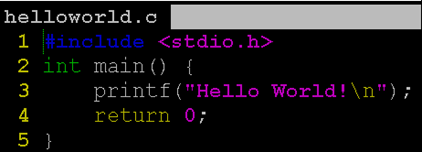 helloworld.c
1 #include <stdio.h>
2 int main() {
3     printf("Hello World!\n");
4     return 0;
5 }